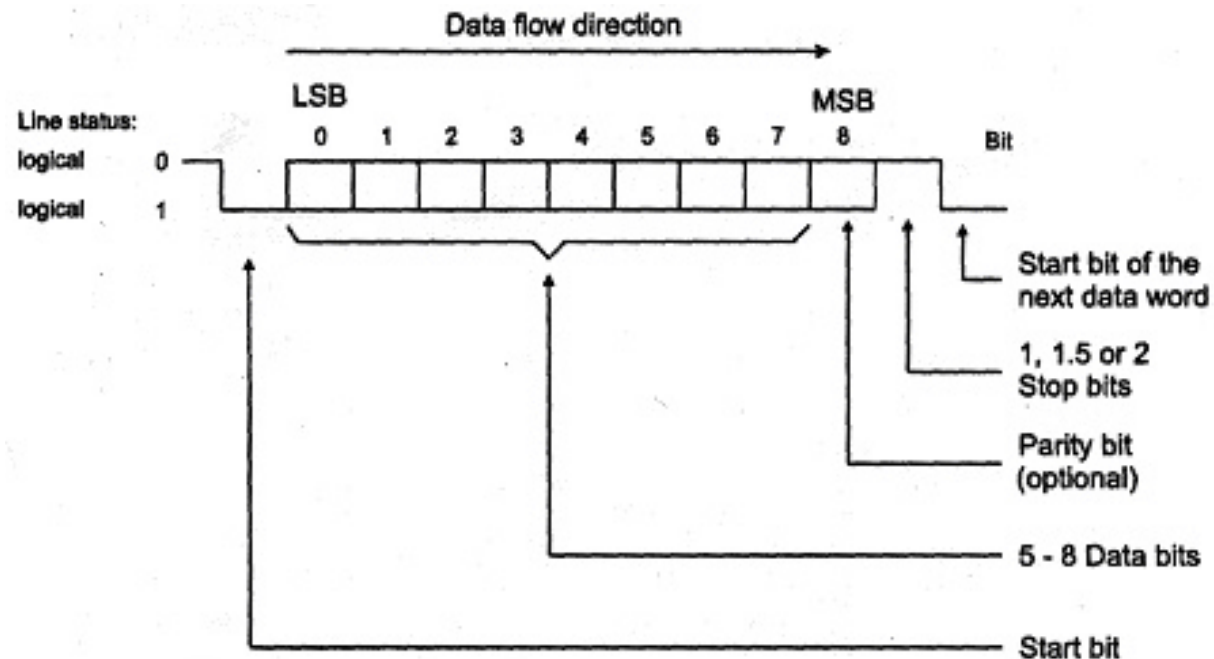 Data flow direction
LSB MSB
Line status:
0 1 2 3 4 5 6 7 8 Bit
logical 0
logical 1
Start bit of the
next data word
1, 1.5 or 2
Stop bits
Parity bit
(optional)
5 - 8 Data bits
Start bit